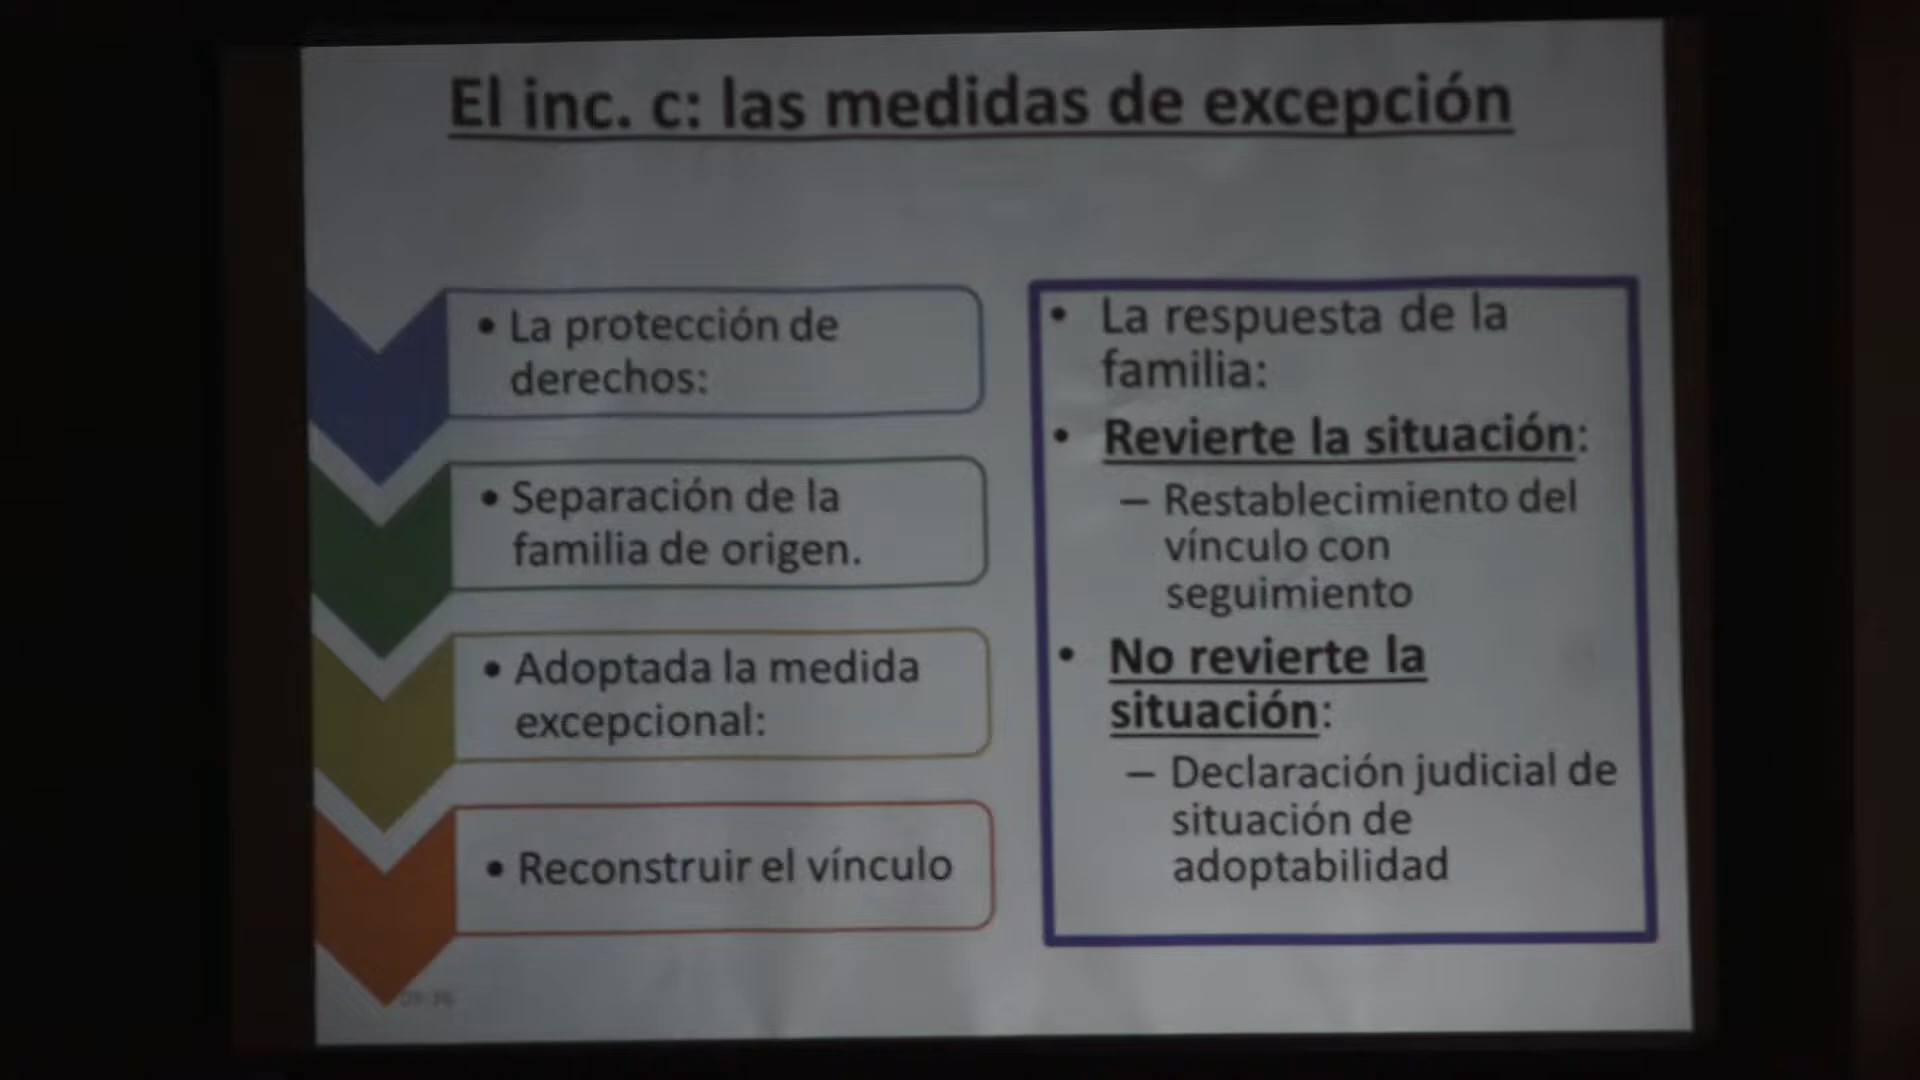 El inc. c: las medidas de excepción
• La protección de
derechos:
• Separación de la
familia de origen.
• Adoptada la medida
excepcional:
• Reconstruir el vínculo
• La respuesta de la
familia:
• Revierte la situación:
– Restablecimiento del
vínculo con
seguimiento
• No revierte la
situación:
– Declaración judicial de
situación de
adoptabilidad